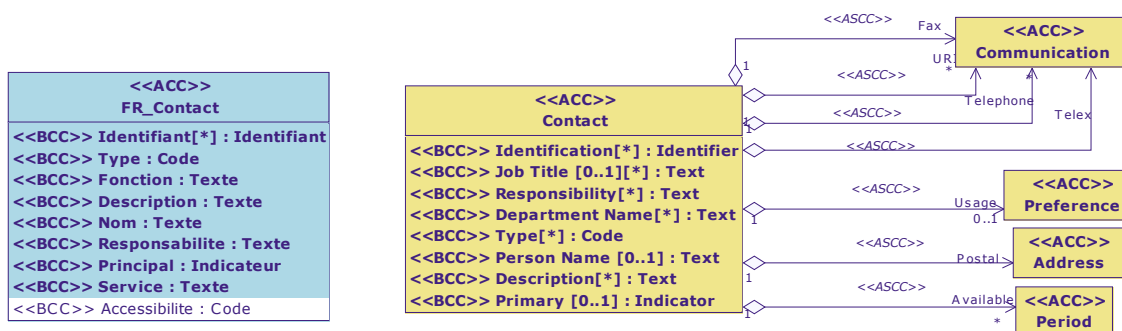 <<ACC>>
FR_Contact
<<BCC>> Identifiant[*] : Identifiant
<<BCC>> Type : Code
<<BCC>> Fonction : Texte
<<BCC>> Description : Texte
<<BCC>> Nom : Texte
<<BCC>> Responsabilite : Texte
<<BCC>> Principal : Indicateur
<<BCC>> Service : Texte
<<BCC>> Accessibilite : Code
<<ACC>>
Contact
<<BCC>> Identification[*] : Identifier
<<BCC>> Job Title [0..1][*] : Text
<<BCC>> Responsibility[*] : Text
<<BCC>> Department Name[*] : Text
<<BCC>> Type[*] : Code
<<BCC>> Person Name [0..1] : Text
<<BCC>> Description[*] : Text
<<BCC>> Primary [0..1] : Indicator
<<ASCC>>
Fax
1
<<ACC>>
Communication
<<ASCC>>
URI
*
*
Telephone
1
1
<<ASCC>>
Telex
1
<<ASCC>>
<<ASCC>>
Usage
0..1
1
<<ACC>>
Preference
<<ASCC>>
Postal
1
<<ACC>>
Address
<<ASCC>>
Available
*
1
<<ACC>>
Period